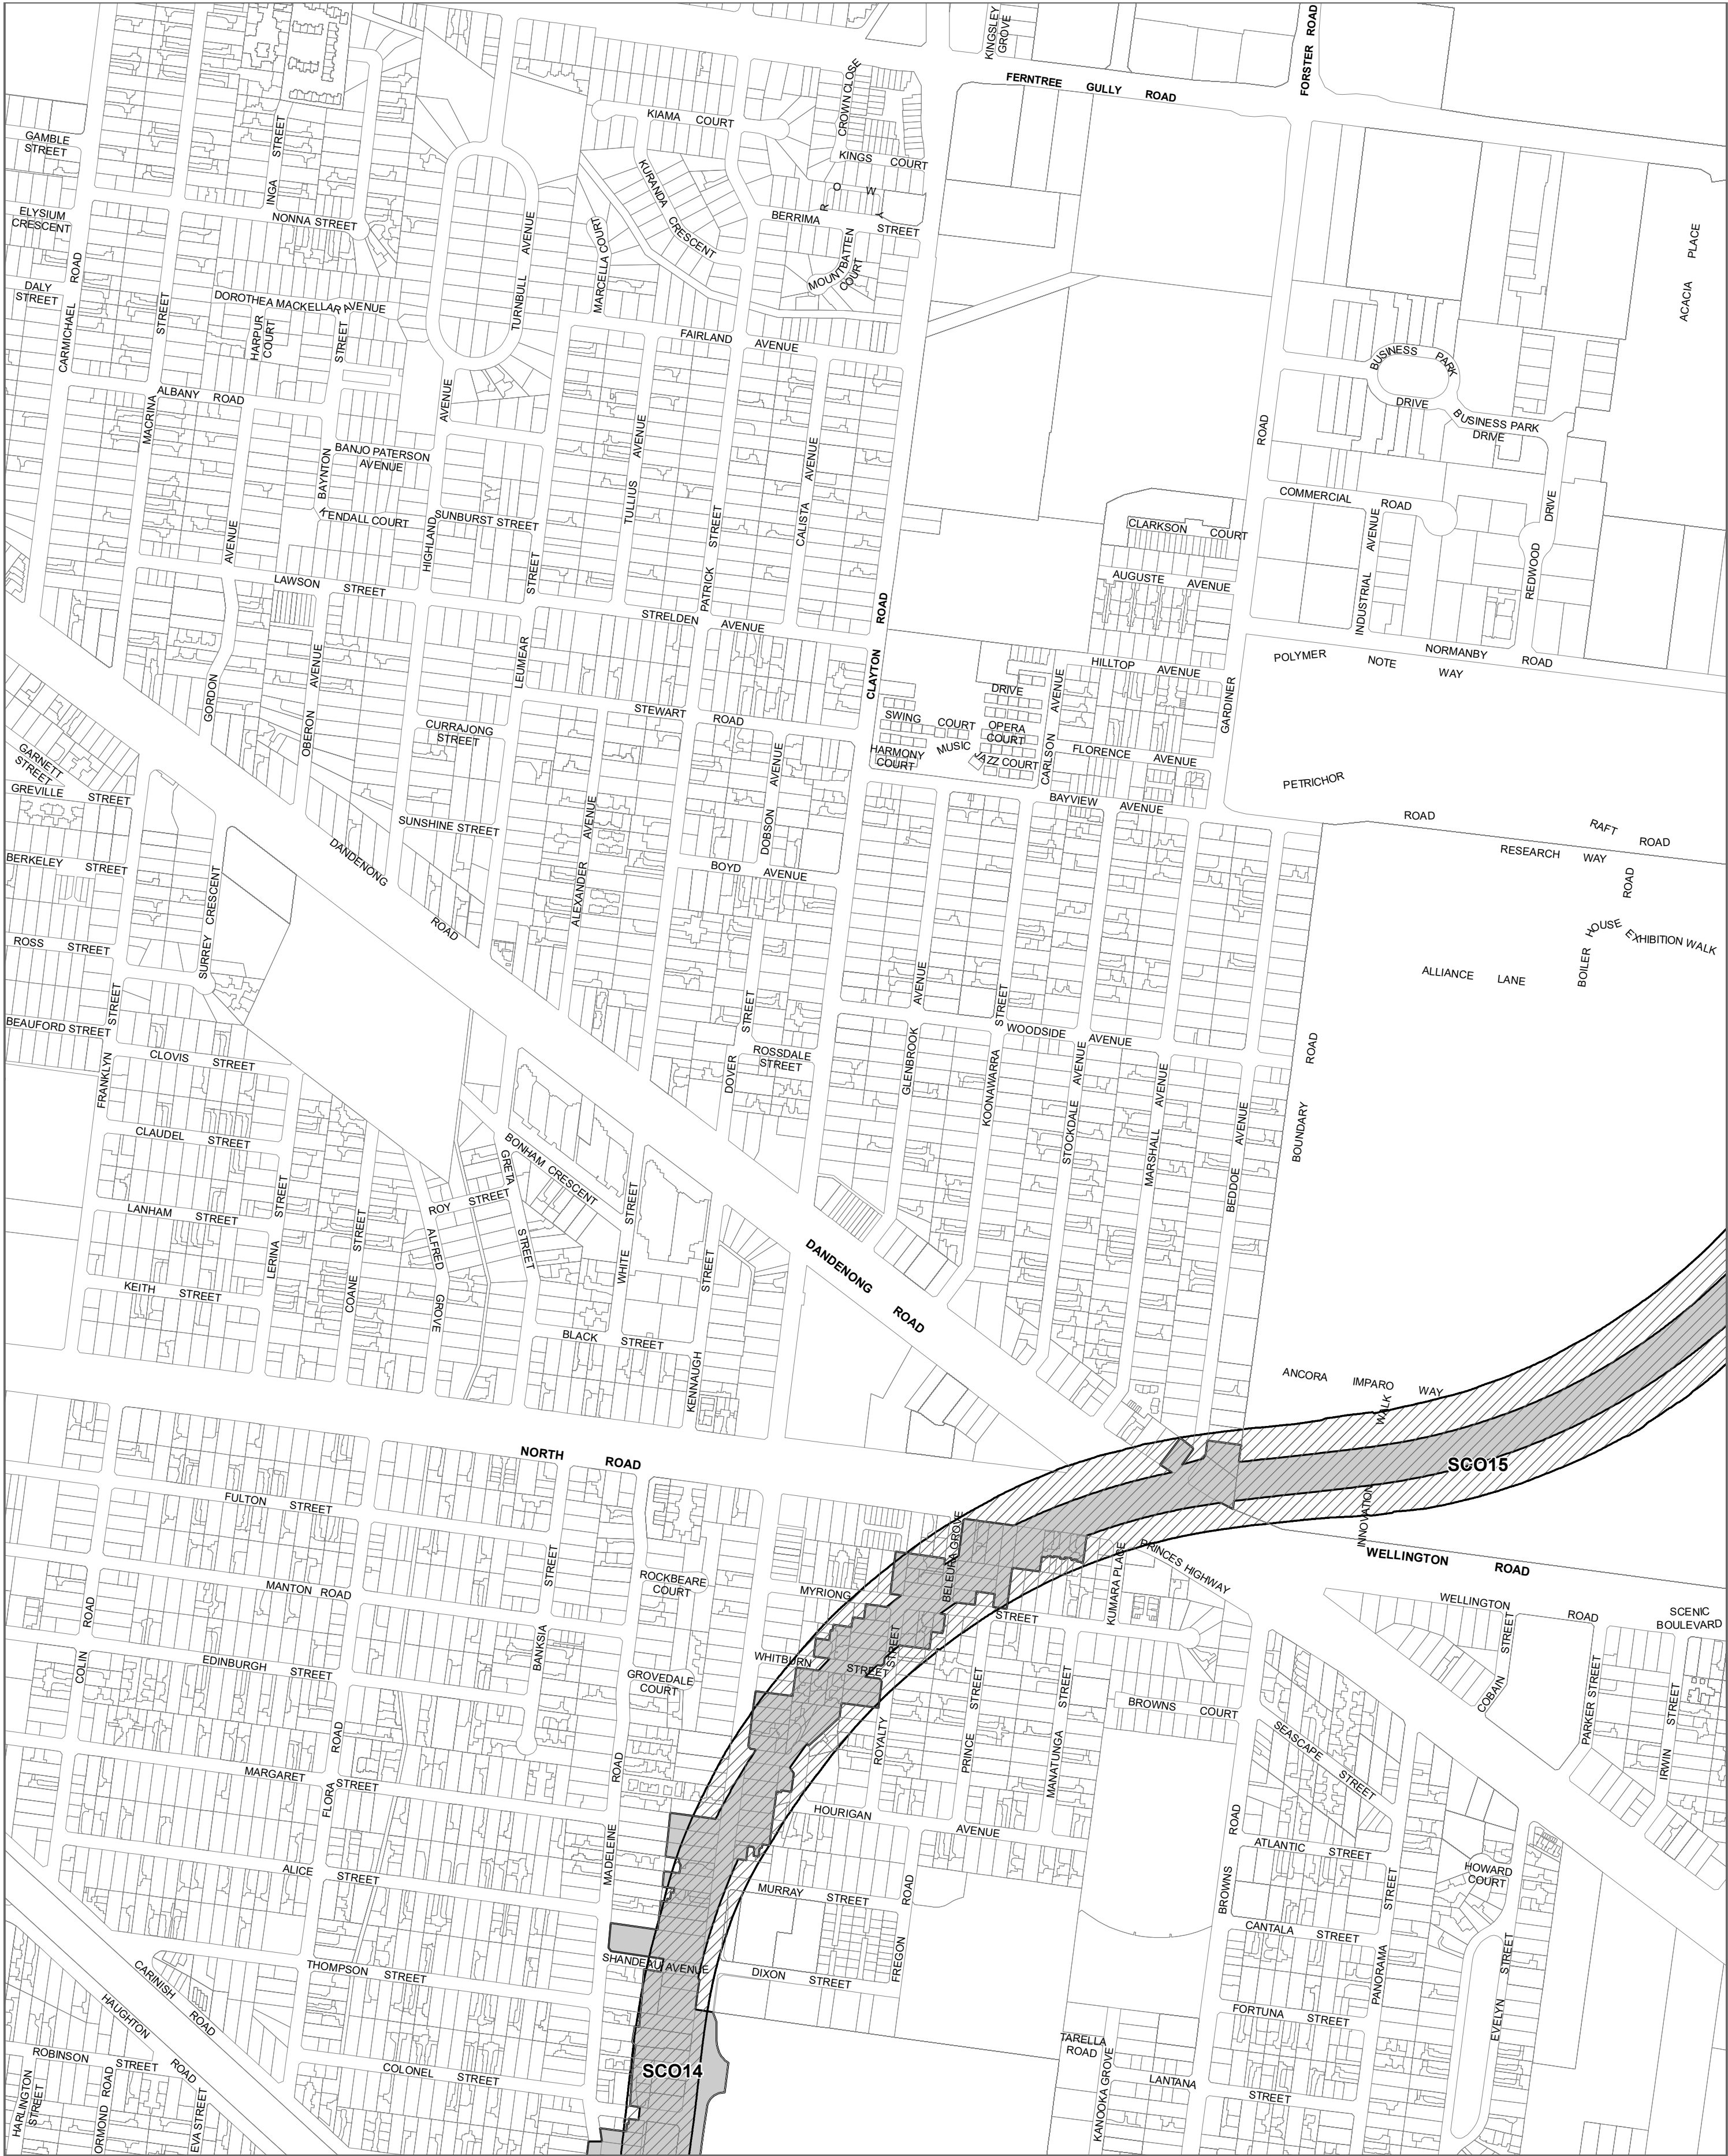 KINGSLEY
GROVE
FORSTER ROAD
FERNTREE GULLY ROAD
CROWN CLOSE
KIAMA COURT
KINGS COURT
GAMBLE
STREET
INGA STREET
KURANDA CRESCENT
ROWY
ELYSIUM
CRESCENT
NONNA STREET
BERRIMA STREET
TURNBULL AVENUE
MARCELLA COURT
MOUNTBATTEN
COURT
ACACIA PLACE
DALY
STREET
CARMICHAEL ROAD
DOROTHEA MACKELLAR AVENUE
HARPUR
COURT
FAIRLAND AVENUE
BUSINESS PARK
DRIVE
BUSINESS PARK
DRIVE
ALBANY ROAD
MACRINA STREET
BANJO PATERSON
AVENUE
BAYNTON STREET
HIGHLAND AVENUE
KENDALL COURT
SUNBURST STREET
TULLIUS AVENUE
PATRICK STREET
CALISTA AVENUE
COMMERCIAL ROAD
CLARKSON COURT
INDUSTRIAL AVENUE
REDWOOD DRIVE
LAWSON STREET
AUGUSTE AVENUE
STRELDEN AVENUE
CLAYTON ROAD
NORMANBY ROAD
POLYMER NOTE WAY
HILLTOP AVENUE
GORDON AVENUE
OBERON AVENUE
LEUMEAR STREET
GARDINER ROAD
DRIVE
STEWART ROAD
SWING COURT
OPERA
COURT
MUSIC
JAZZ COURT
HARMONY
COURT
CURRAJONG
STREET
CARLSON AVENUE
FLORENCE AVENUE
GARNETT
STREET
GREVILLE STREET
BAYVIEW AVENUE
PETRICHOR ROAD
RAFT ROAD
SUNSHINE STREET
DOBSON AVENUE
RESEARCH WAY
BERKELEY STREET
DANDENONG ROAD
ALEXANDER AVENUE
BOYD AVENUE
BOILER HOUSE ROAD
EXHIBITION WALK
ROSS STREET
SURREY CRESCENT
ALLIANCE LANE
BEAUFORD STREET
FRANKLYN STREET
CLOVIS STREET
DOVER STREET
ROSSDALE
STREET
GLENBROOK AVENUE
KOONAWARRA STREET
WOODSIDE AVENUE
STOCKDALE AVENUE
MARSHALL AVENUE
BEDDOE AVENUE
BOUNDARY ROAD
CLAUDEL STREET
BONHAM CRESCENT
GRETA STREET
ROY STREET
LANHAM STREET
LERINA STREET
COANE STREET
ALFRED GROVE
WHITE STREET
DANDENONG ROAD
KEITH STREET
BLACK STREET
KENNAUGH STREET
ANCORA IMPARO WAY
INNOVATION WALK
NORTH ROAD
SCO15
FULTON STREET
BELEURA GROVE
WELLINGTON ROAD
PRINCES HIGHWAY
KUMARA PLACE
MANTON ROAD
ROCKBEARE
COURT
MYRIONG STREET
WELLINGTON ROAD
SCENIC
BOULEVARD
COLIN ROAD
BANKSIA STREET
EDINBURGH STREET
GROVEDALE
COURT
WHITBURN STREET
COBAIN STREET
PARKER STREET
IRWIN STREET
BROWNS COURT
ROYALTY STREET
PRINCE STREET
MANATUNGA STREET
SEASCAPE STREET
MARGARET STREET
FLORA ROAD
MADELEINE ROAD
HOURIGAN AVENUE
BROWNS ROAD
ATLANTIC STREET
HOWARD
COURT
ALICE STREET
MURRAY STREET
FREGON ROAD
CANTALA STREET
PANORAMA STREET
EVELYN STREET
SHANDEAU AVENUE
DIXON STREET
THOMPSON STREET
CARINISH ROAD
HAUGHTON ROAD
FORTUNA STREET
TARELLA
ROAD
ROBINSON STREET
COLONEL STREET
SCO14
KANOOKA GROVE
LANTANA STREET
HARLINGTON
STREET
ORMOND ROAD
EVA STREET